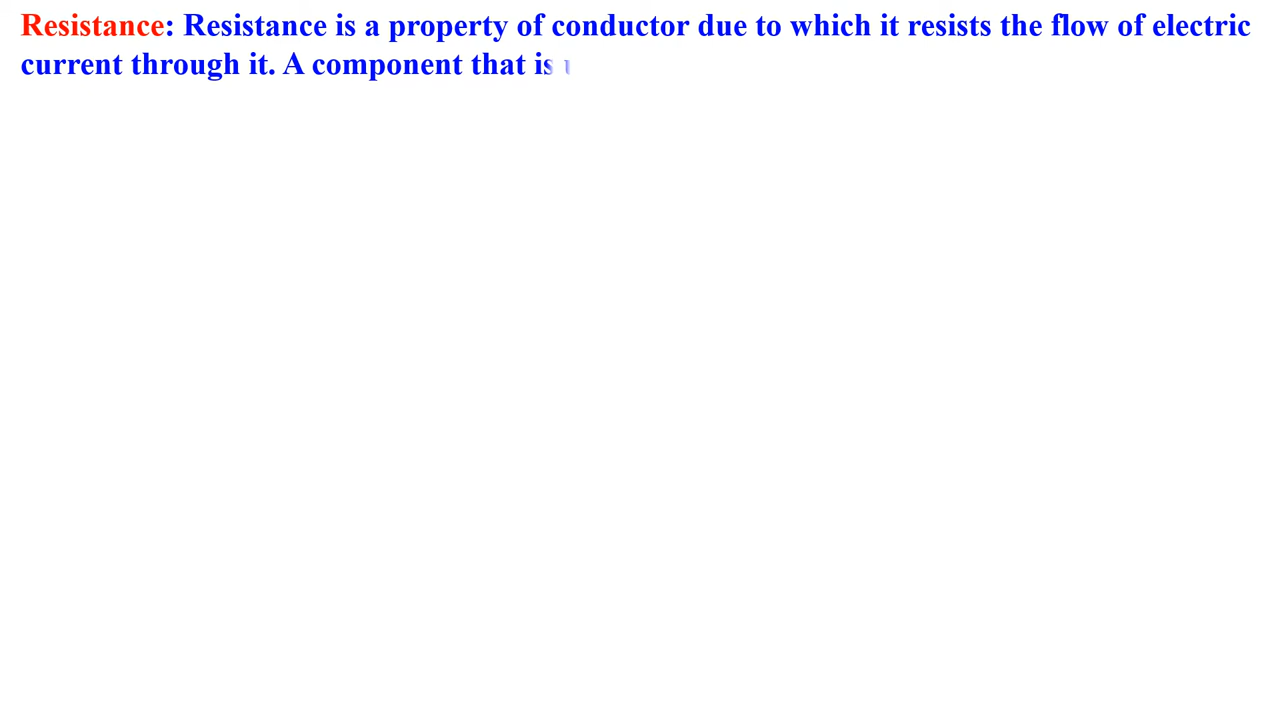 Resistance: Resistance is a property of conductor due to which it resists the flow of electric
current through it. A component that is